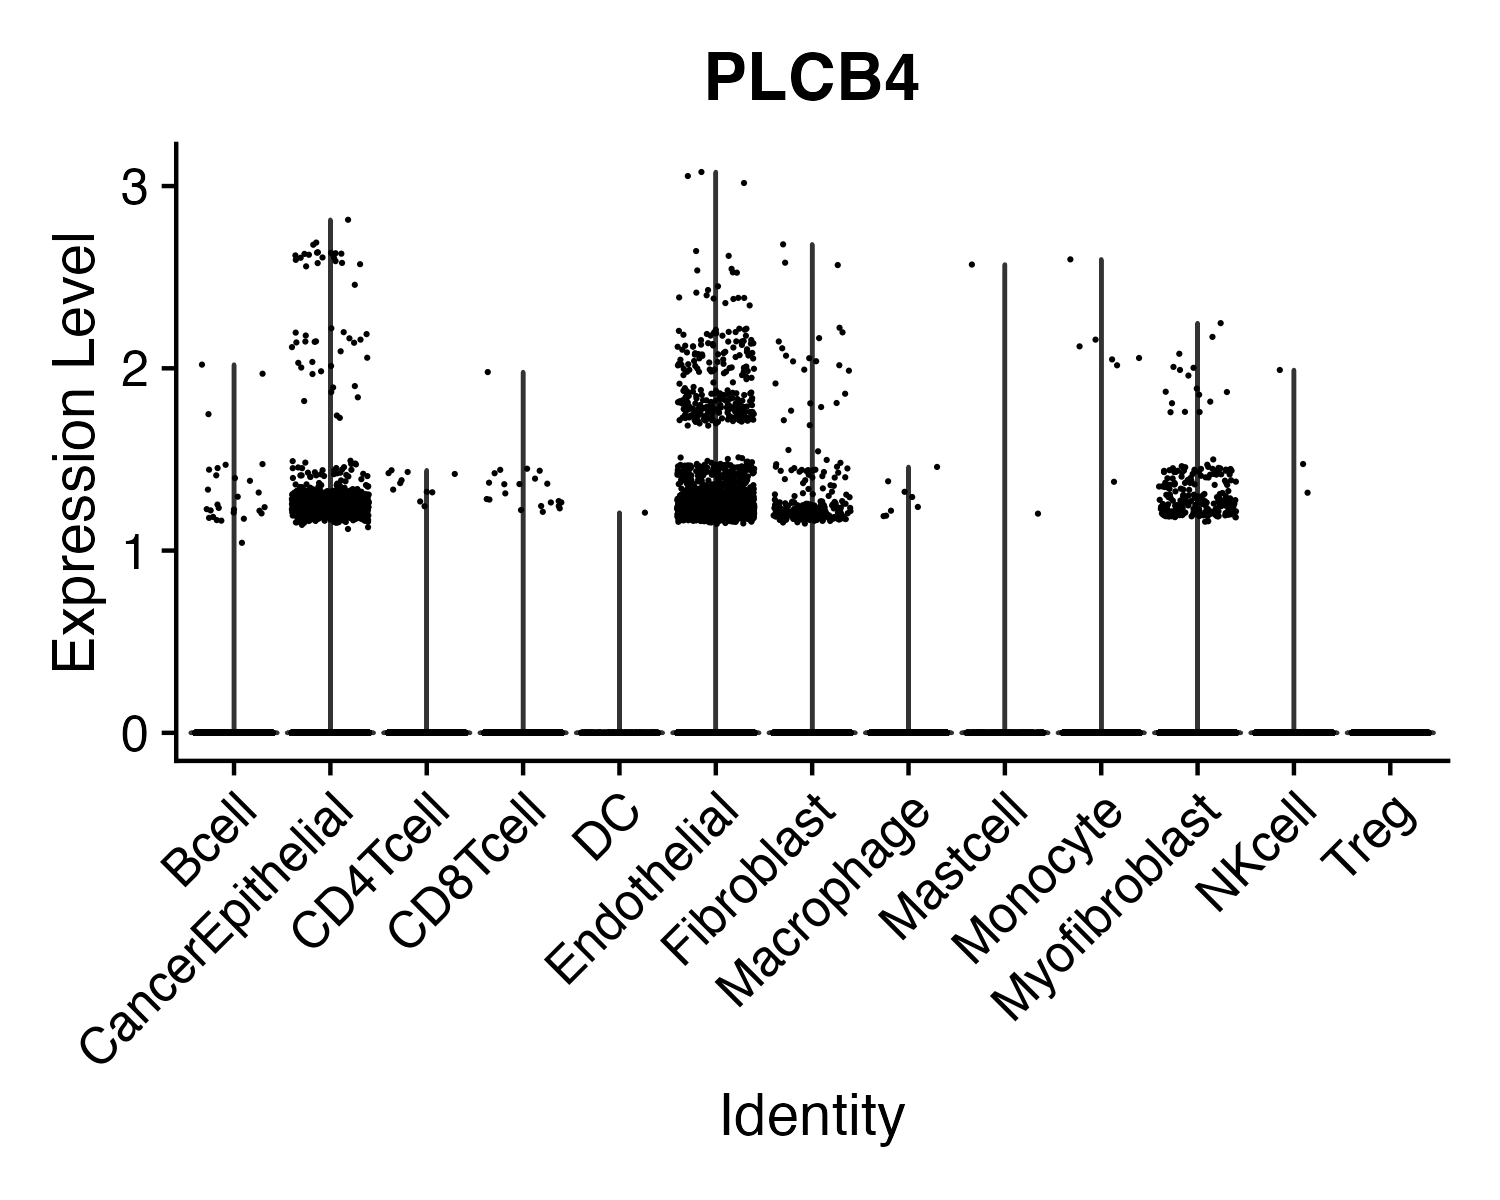 PLCB4
Expression Level
3
2
1
0
Bcell
CancerEpithelial
CD4Tcell
CD8Tcell
DC
Endothelial
Fibroblast
Macrophage
Mastcell
Monocyte
Myofibroblast
NKcell
Treg
Identity